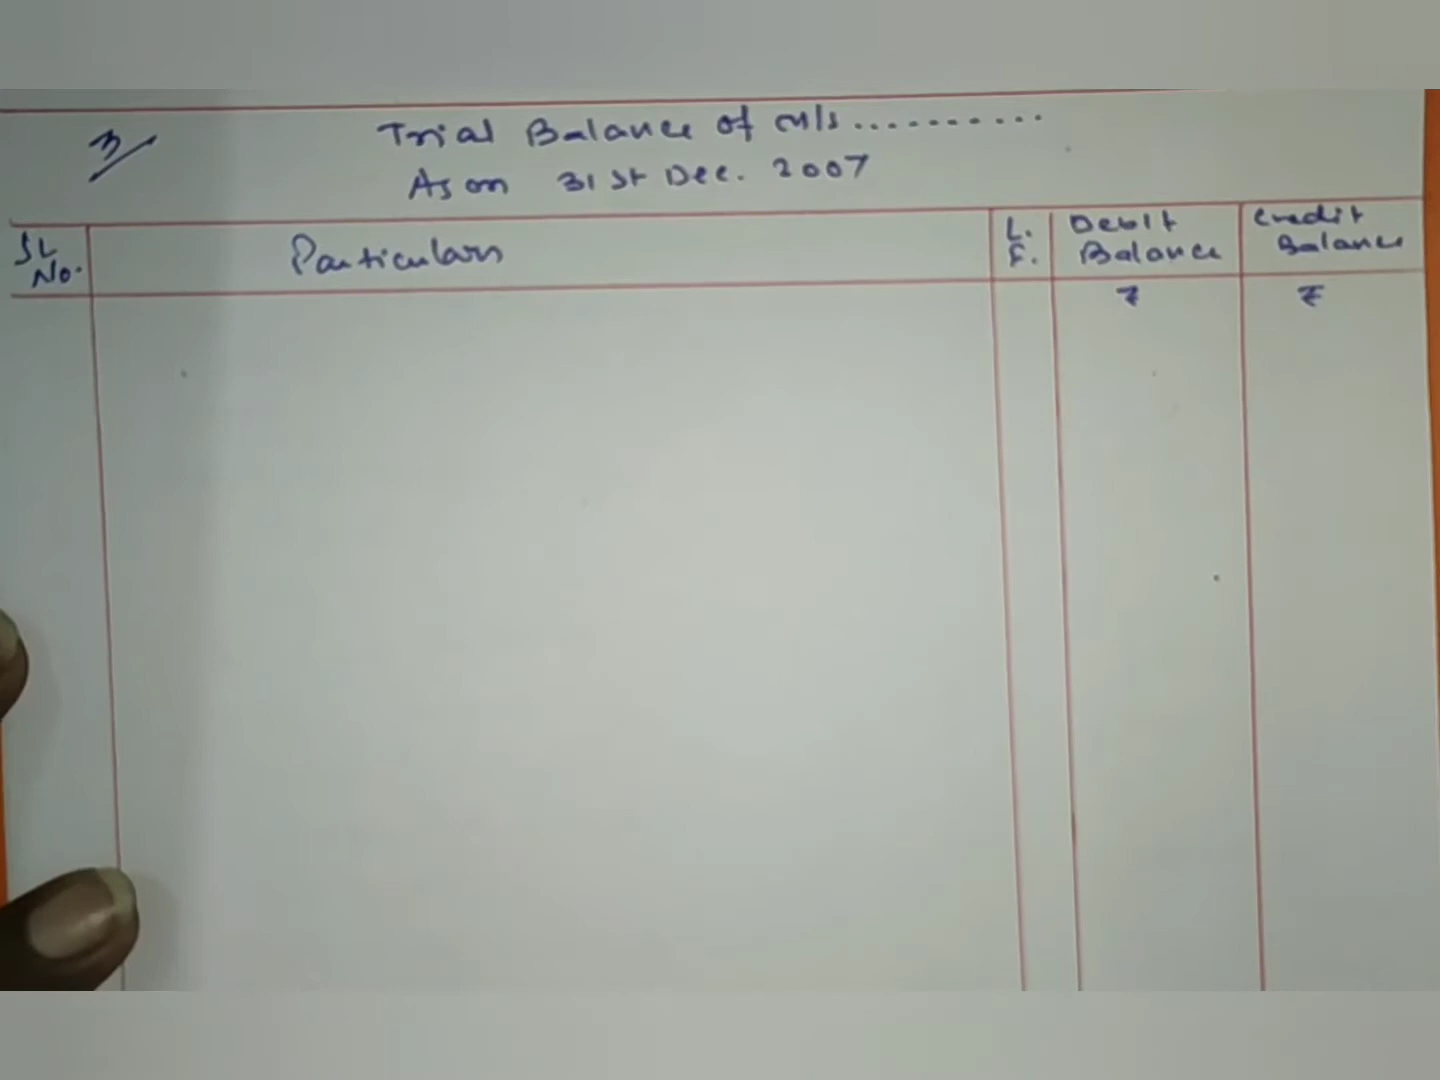 3
Trial Balance of M/s..........
As on 31st Dec. 2007
SL No. Particulars L. F. Debit Balance Credit Balance
₹ ₹